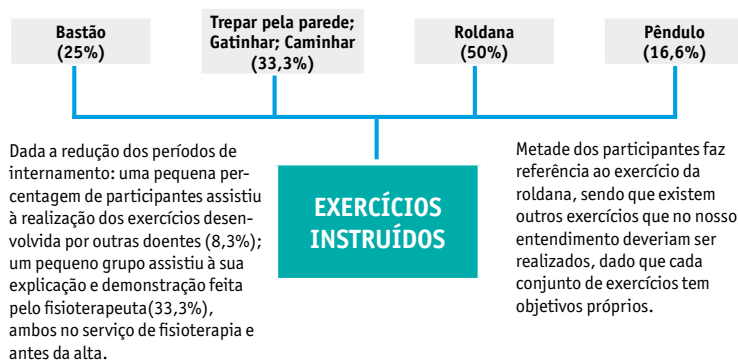 Bastão
(25%)
Trepar pela parede;
Gatinhar; Caminhar
(33,3%)
Roldana
(50%)
Pêndulo
(16,6%)
Dada a redução dos períodos de
internamento: uma pequena per-
centagem de participantes assistiu
à realização dos exercícios desen-
volvida por outras doentes (8,3%);
um pequeno grupo assistiu à sua
explicação e demonstração feita
pelo fisioterapeuta(33,3%),
ambos no serviço de fisioterapia e
antes da alta.
EXERCÍCIOS
INSTRUÍDOS
Metade dos participantes faz
referência ao exercício da
roldana, sendo que existem
outros exercícios que no nosso
entendimento deveriam ser
realizados, dado que cada
conjunto de exercícios tem
objetivos próprios.